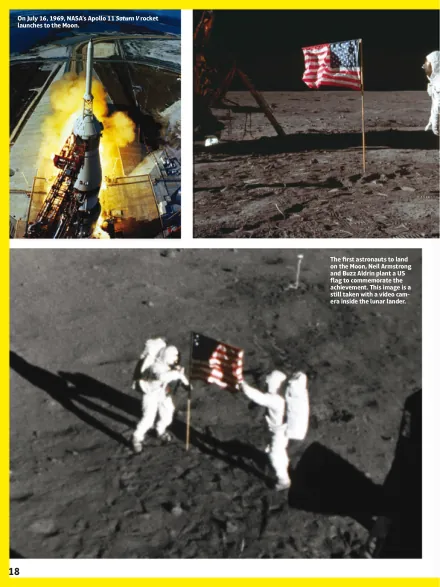 On July 16, 1969, NASA's Apollo 11 Saturn V rocket
launches to the Moon.
The first astronauts to land
on the Moon, Neil Armstrong
and Buzz Aldrin plant a US
flag to commemorate the
achievement. This image is a
still taken with a video cam-
era inside the lunar lander.
18